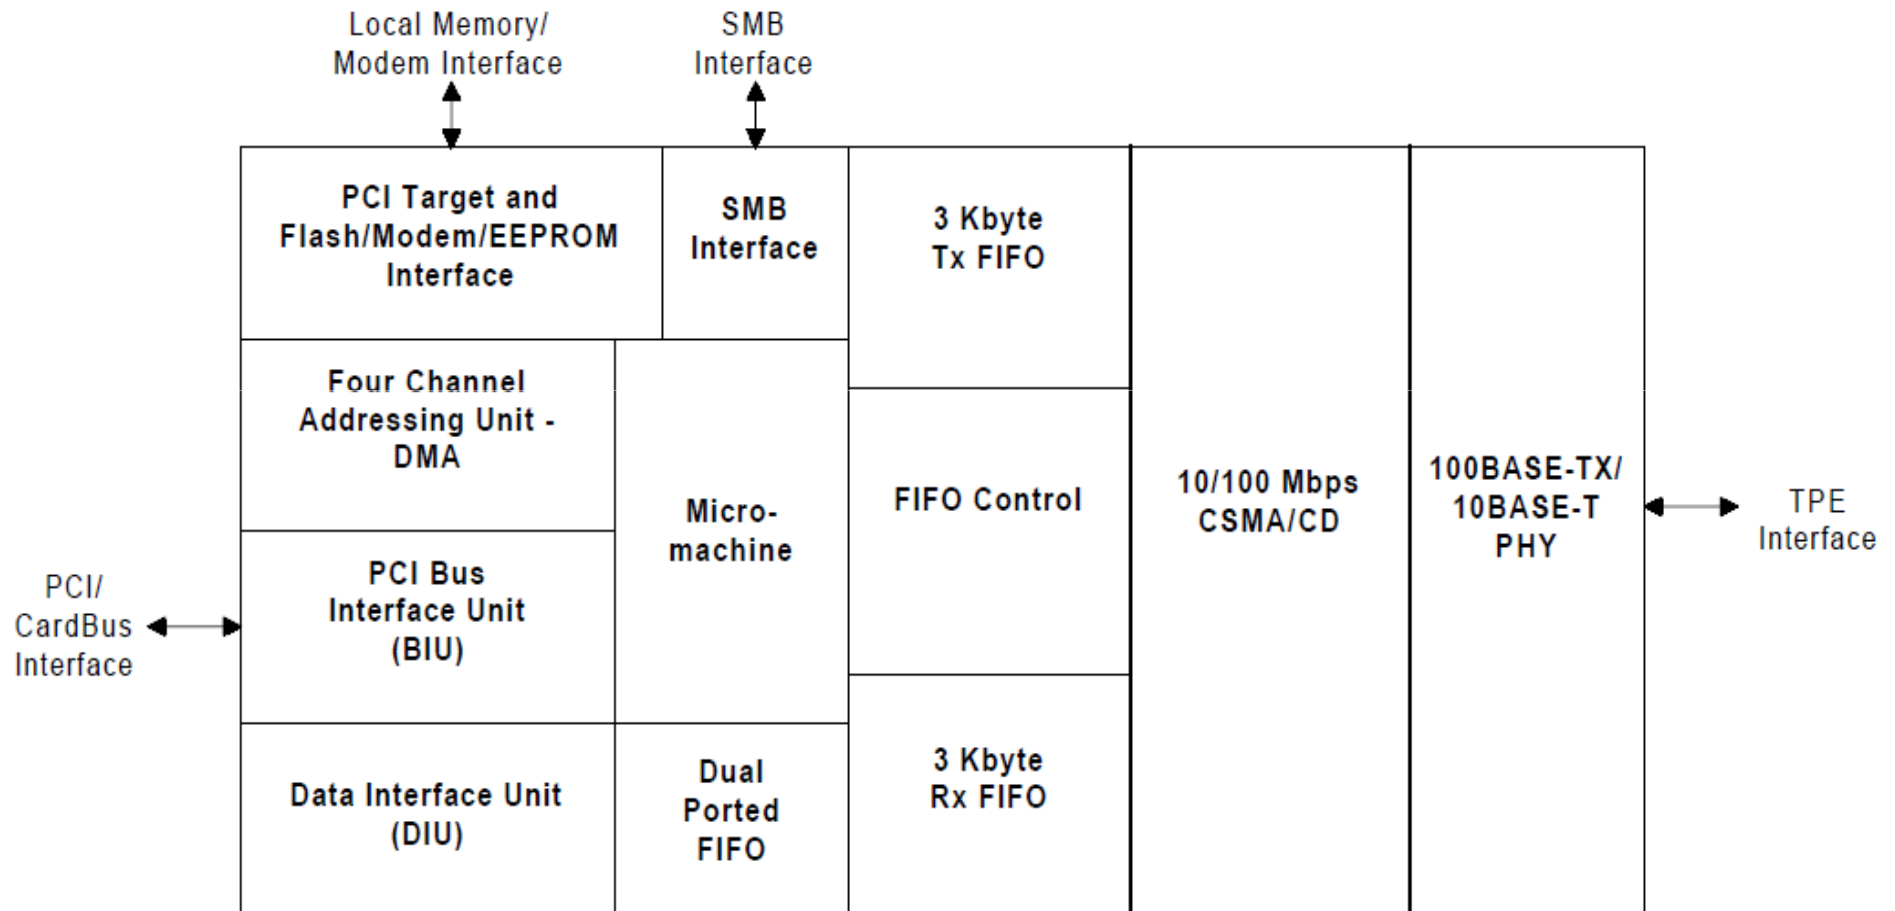 Local Memory/
Modem Interface
SMB
Interface
PCI Target and
Flash/Modem/EEPROM
Interface
SMB
Interface
3 Kbyte
Tx FIFO
Four Channel
Addressing Unit -
DMA
Micro-
machine
FIFO Control
10/100 Mbps
CSMA/CD
100BASE-TX/
10BASE-T
PHY
TPE
Interface
PCI/
CardBus
Interface
PCI Bus
Interface Unit
(BIU)
Data Interface Unit
(DIU)
Dual
Ported
FIFO
3 Kbyte
Rx FIFO